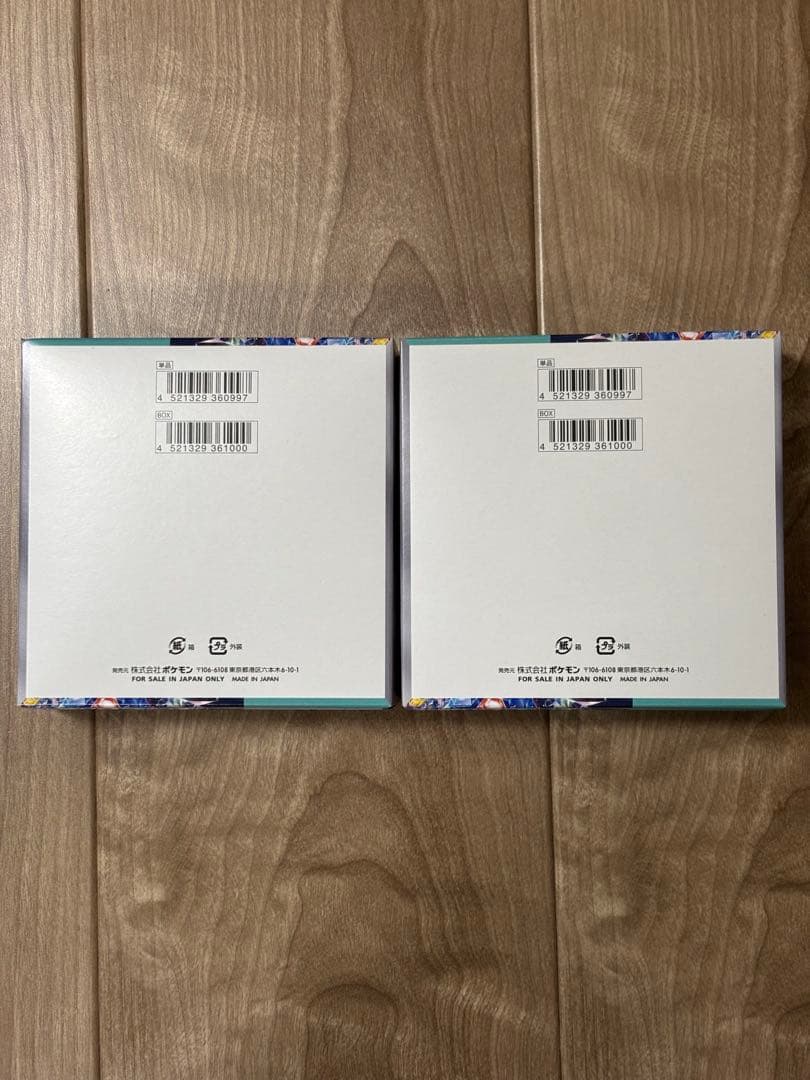 単品
4 521329 360997
BOX
4 521329 361000
紙 箱
プラ 外装
発売元 株式会社ポケモン 〒106-6108 東京都港区六本木6-10-1
FOR SALE IN JAPAN ONLY MADE IN JAPAN
単品
4 521329 360997
BOX
4 521329 361000
紙 箱
プラ 外装
発売元 株式会社ポケモン 〒106-6108 東京都港区六本木6-10-1
FOR SALE IN JAPAN ONLY MADE IN JAPAN